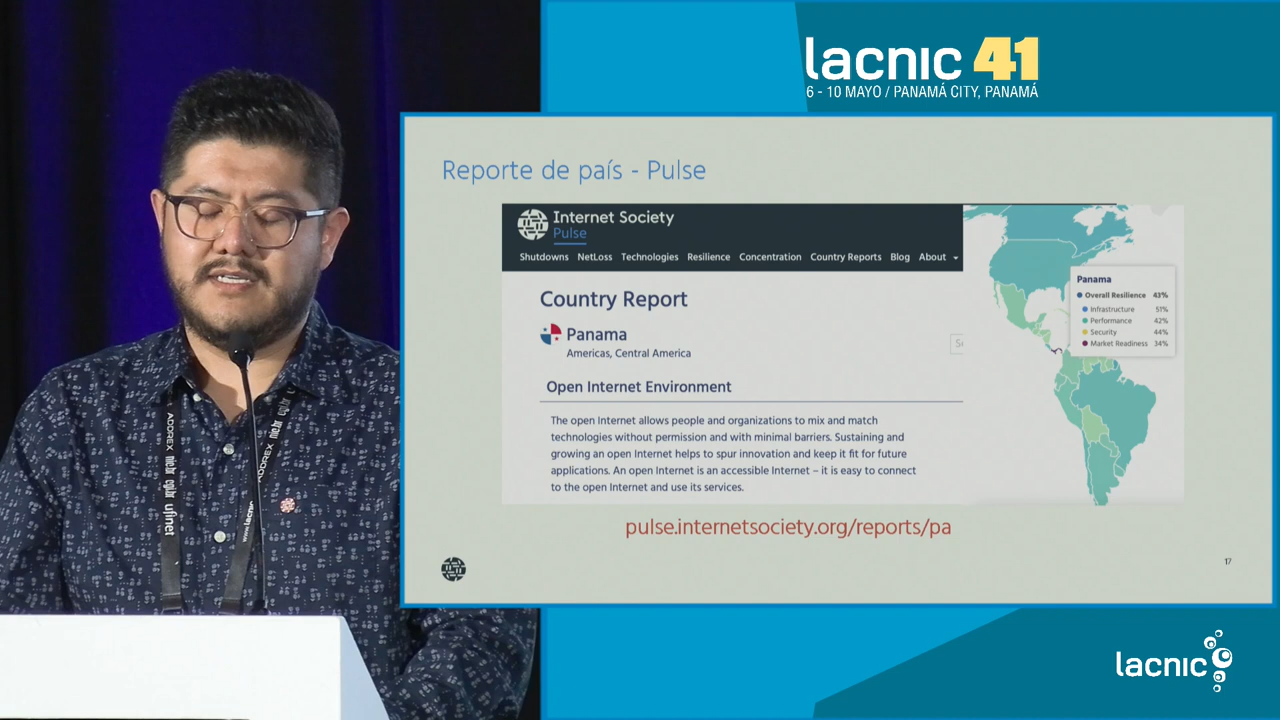 lacnic 41
6 - 10 MAYO / PANAMÁ CITY, PANAMÁ
Reporte de país - Pulse
Internet Society
Pulse
Shutdowns NetLoss Technologies Resilience Concentration Country Reports Blog About
Country Report
Panama
Americas, Central America
Open Internet Environment
The open Internet allows people and organizations to mix and match
technologies without permission and with minimal barriers. Sustaining and
growing an open Internet helps to spur innovation and keep it fit for future
applications. An open Internet is an accessible Internet – it is easy to connect
to the open Internet and use its services.
Panama
Overall Resilience 43%
Infrastructure 51%
Performance 42%
Security 44%
Market Readiness 34%
pulse.internetsociety.org/reports/pa
17
lacnic
ADOREX
ufinet
ADOREX
www.lacnic